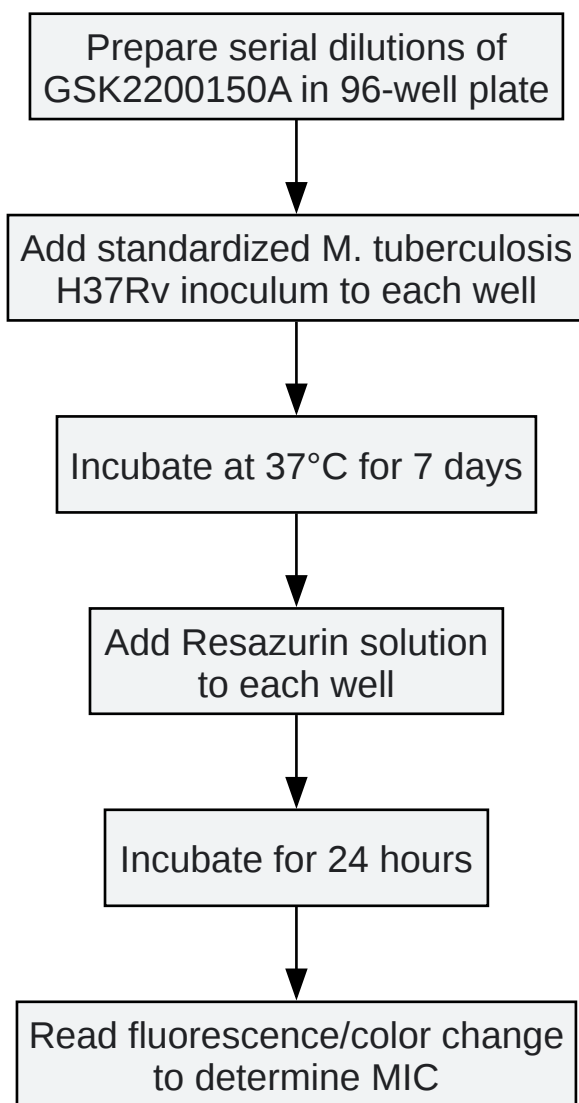 Prepare serial dilutions of
GSK2200150A in 96-well plate
Add standardized M. tuberculosis
H37Rv inoculum to each well
Incubate at 37°C for 7 days
Add Resazurin solution
to each well
Incubate for 24 hours
Read fluorescence/color change
to determine MIC